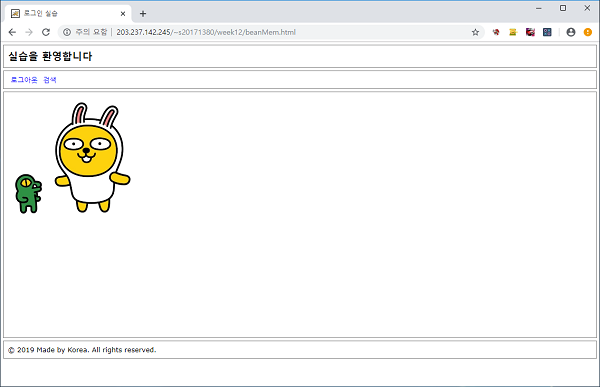 로그인 실습
주의 요함 | 203.237.142.245/~s20171380/week12/beanMem.html
실습을 환영합니다
로그아웃 검색
© 2019 Made by Korea. All rights reserved.